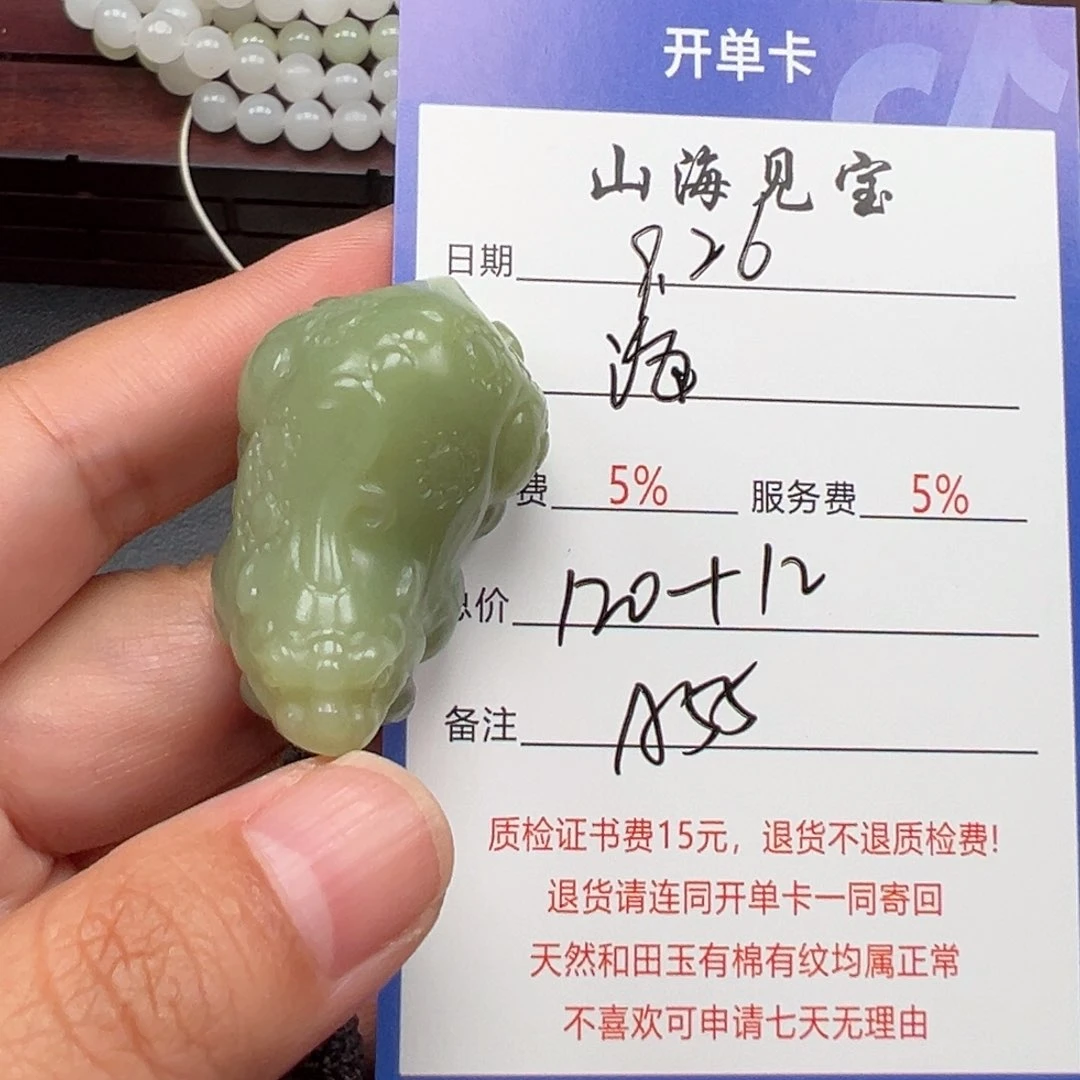 开单卡
山海见宝
日期 9.26
费 5% 服务费 5%
总价 120+12
备注 A55
质检证书费15元，退货不退质检费!
退货请连同开单卡一同寄回
天然和田玉有棉有纹均属正常
不喜欢可申请七天无理由